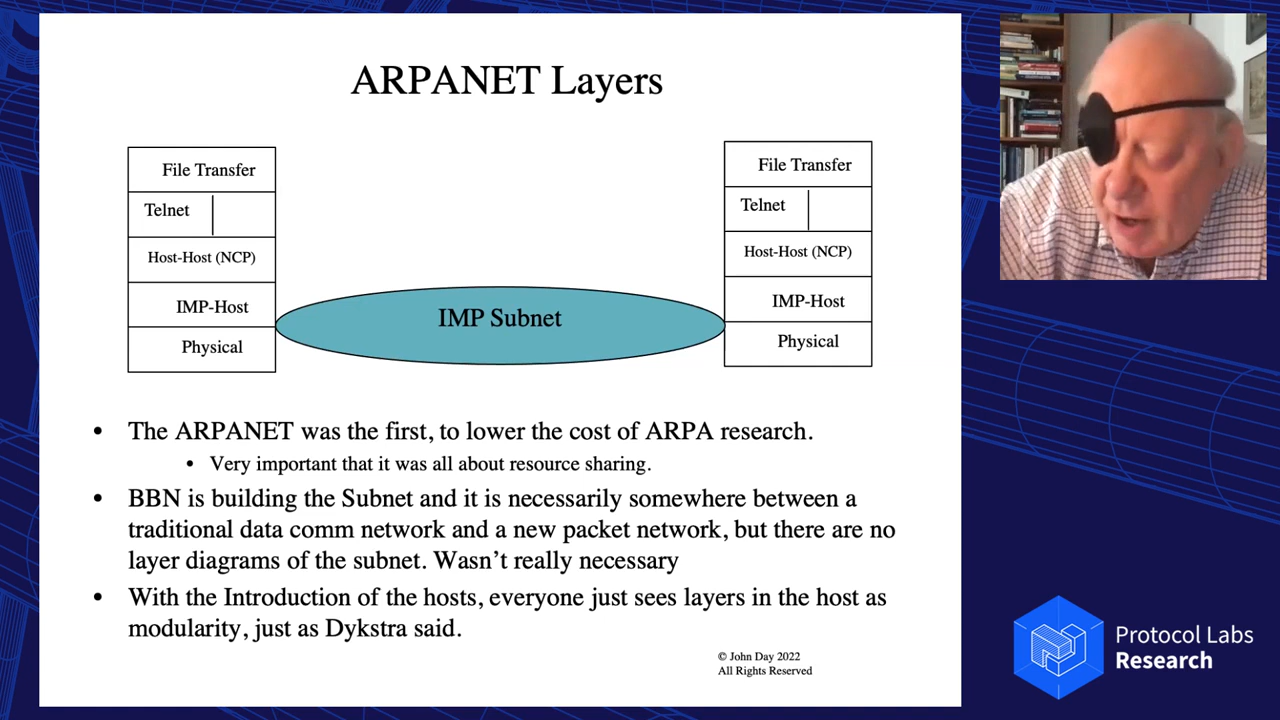 ARPANET Layers
File Transfer
Telnet
Host-Host (NCP)
IMP-Host
Physical
IMP Subnet
File Transfer
Telnet
Host-Host (NCP)
IMP-Host
Physical
• The ARPANET was the first, to lower the cost of ARPA research.
• Very important that it was all about resource sharing.
• BBN is building the Subnet and it is necessarily somewhere between a
traditional data comm network and a new packet network, but there are no
layer diagrams of the subnet. Wasn't really necessary
• With the Introduction of the hosts, everyone just sees layers in the host as
modularity, just as Dykstra said.
© John Day 2022
All Rights Reserved
Protocol Labs
Research